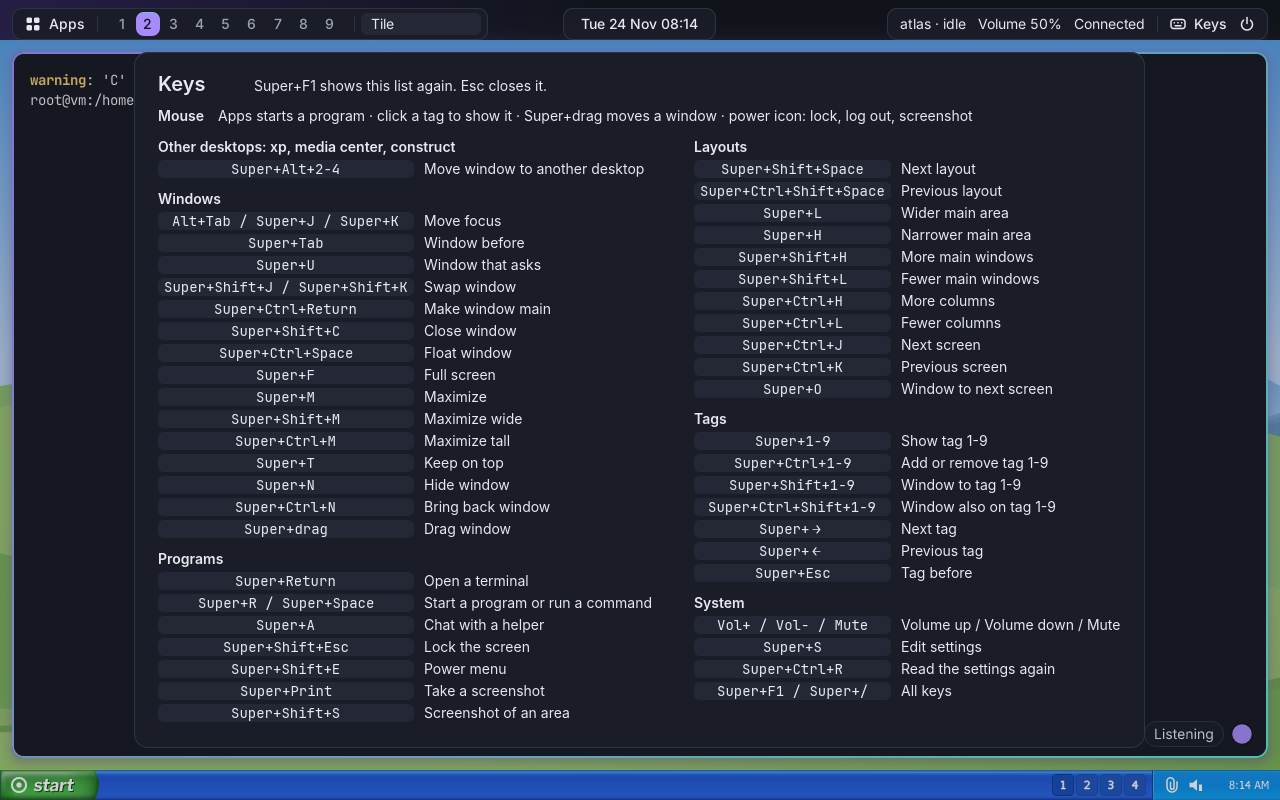 Apps 1 2 3 4 5 6 7 8 9 Tile Tue 24 Nov 08:14 atlas · idle Volume 50% Connected Keys
warning: 'C'
root@vm:/home
Keys Super+F1 shows this list again. Esc closes it.
Mouse Apps starts a program · click a tag to show it · Super+drag moves a window · power icon: lock, log out, screenshot
Other desktops: xp, media center, construct
Super+Alt+2-4 Move window to another desktop
Windows
Alt+Tab / Super+J / Super+K Move focus
Super+Tab Window before
Super+U Window that asks
Super+Shift+J / Super+Shift+K Swap window
Super+Ctrl+Return Make window main
Super+Shift+C Close window
Super+Ctrl+Space Float window
Super+F Full screen
Super+M Maximize
Super+Shift+M Maximize wide
Super+Ctrl+M Maximize tall
Super+T Keep on top
Super+N Hide window
Super+Ctrl+N Bring back window
Super+drag Drag window
Programs
Super+Return Open a terminal
Super+R / Super+Space Start a program or run a command
Super+A Chat with a helper
Super+Shift+Esc Lock the screen
Super+Shift+E Power menu
Super+Print Take a screenshot
Super+Shift+S Screenshot of an area
Layouts
Super+Shift+Space Next layout
Super+Ctrl+Shift+Space Previous layout
Super+L Wider main area
Super+H Narrower main area
Super+Shift+H More main windows
Super+Shift+L Fewer main windows
Super+Ctrl+H More columns
Super+Ctrl+L Fewer columns
Super+Ctrl+J Next screen
Super+Ctrl+K Previous screen
Super+O Window to next screen
Tags
Super+1-9 Show tag 1-9
Super+Ctrl+1-9 Add or remove tag 1-9
Super+Shift+1-9 Window to tag 1-9
Super+Ctrl+Shift+1-9 Window also on tag 1-9
Super+→ Next tag
Super+← Previous tag
Super+Esc Tag before
System
Vol+ / Vol- / Mute Volume up / Volume down / Mute
Super+S Edit settings
Super+Ctrl+R Read the settings again
Super+F1 / Super+/ All keys
Listening
start 1 2 3 4 8:14 AM